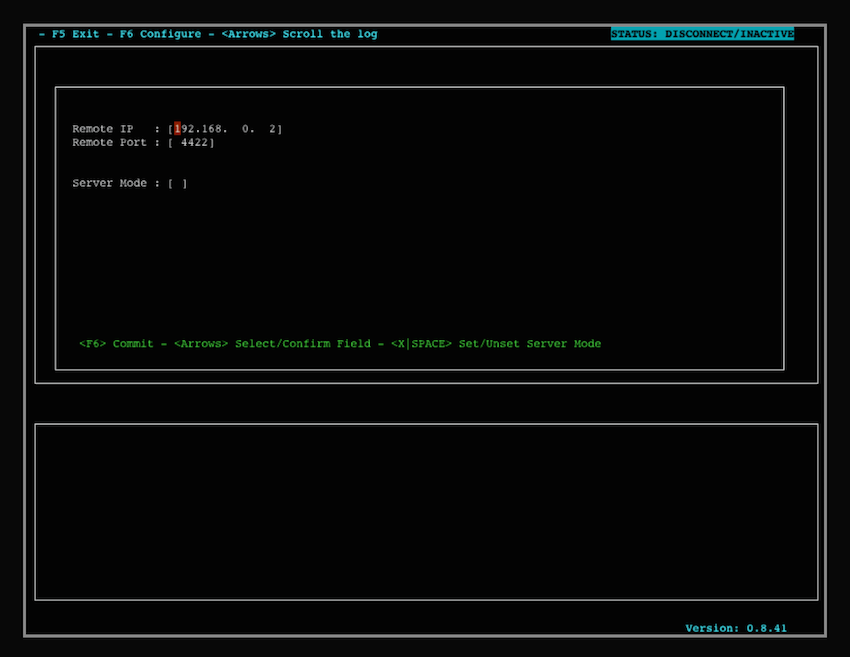 - F5 Exit - F6 Configure - <Arrows> Scroll the log STATUS: DISCONNECT/INACTIVE
Remote IP : [192.168. 0. 2]
Remote Port : [ 4422]
Server Mode : [ ]
<F6> Commit - <Arrows> Select/Confirm Field - <X|SPACE> Set/Unset Server Mode
Version: 0.8.41